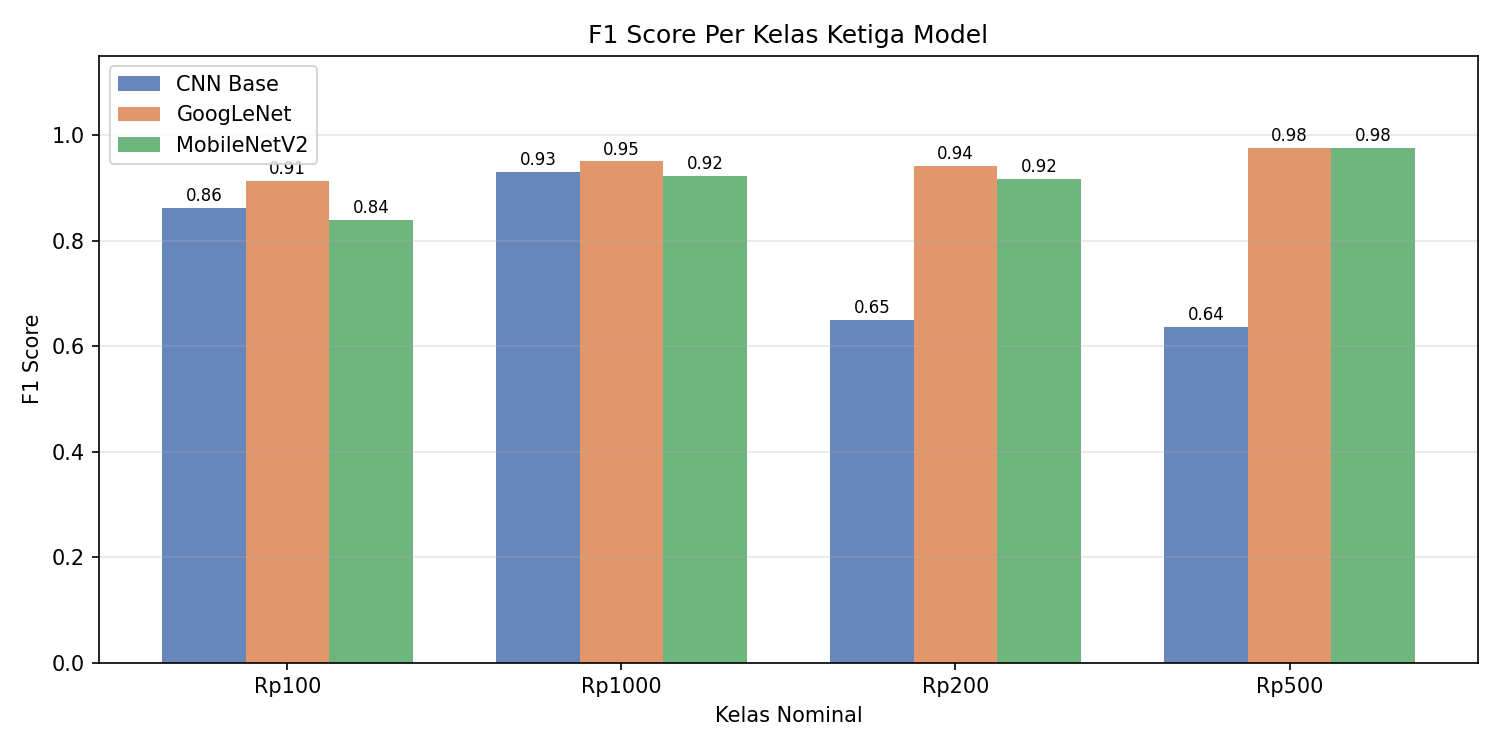 F1 Score Per Kelas Ketiga Model
CNN Base
GoogLeNet
MobileNetV2
F1 Score
1.0
0.8
0.6
0.4
0.2
0.0
0.86
0.91
0.84
0.93
0.95
0.92
0.65
0.94
0.92
0.64
0.98
0.98
Rp100
Rp1000
Rp200
Rp500
Kelas Nominal